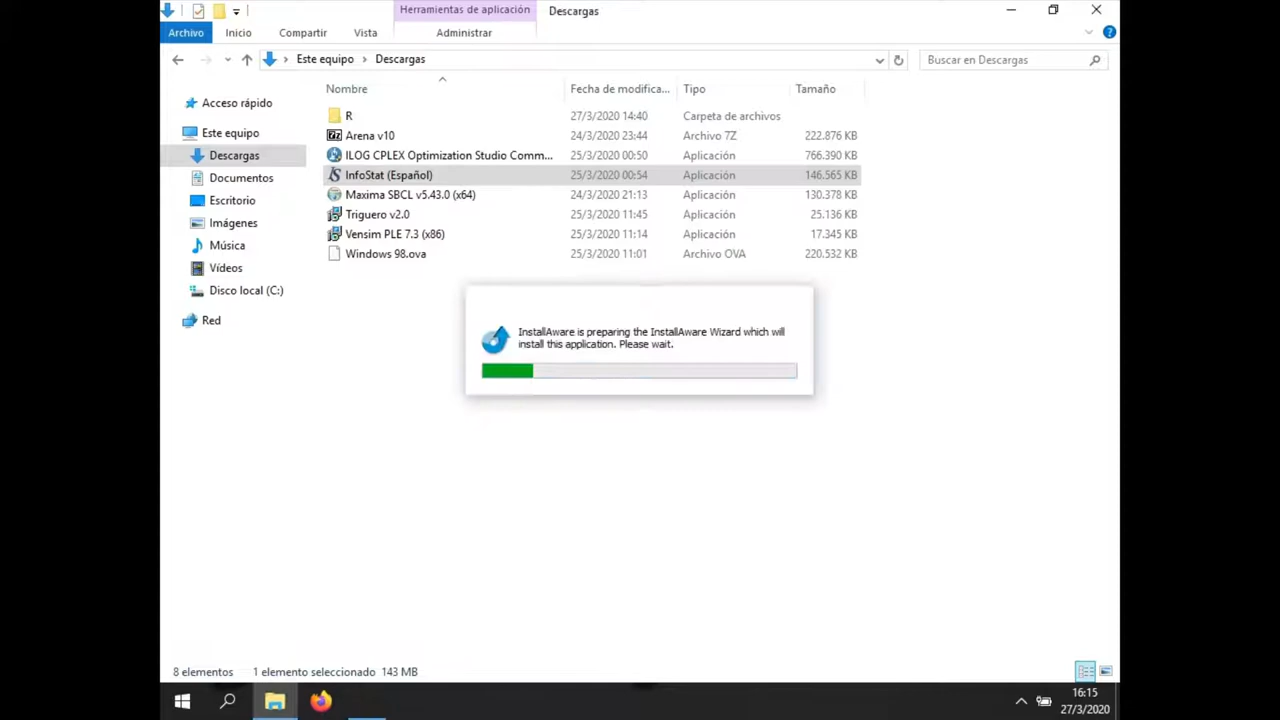 Herramientas de aplicación
Descargas
Archivo
Inicio
Compartir
Vista
Administrar
Este equipo
Descargas
Buscar en Descargas
Nombre
Fecha de modifica...
Tipo
Tamaño
Acceso rápido
Este equipo
Descargas
Documentos
Escritorio
Imágenes
Música
Vídeos
Disco local (C:)
Red
R 27/3/2020 14:40 Carpeta de archivos
Arena v10 24/3/2020 23:44 Archivo 7Z 222.876 KB
ILOG CPLEX Optimization Studio Comm... 25/3/2020 00:50 Aplicación 766.390 KB
InfoStat (Español) 25/3/2020 00:54 Aplicación 146.565 KB
Maxima SBCL v5.43.0 (x64) 24/3/2020 21:13 Aplicación 130.378 KB
Triguero v2.0 25/3/2020 11:45 Aplicación 25.136 KB
Vensim PLE 7.3 (x86) 25/3/2020 11:14 Aplicación 17.345 KB
Windows 98.ova 25/3/2020 11:01 Archivo OVA 220.532 KB
InstallAware is preparing the InstallAware Wizard which will
install this application. Please wait.
8 elementos
1 elemento seleccionado 143 MB
16:15
27/3/2020